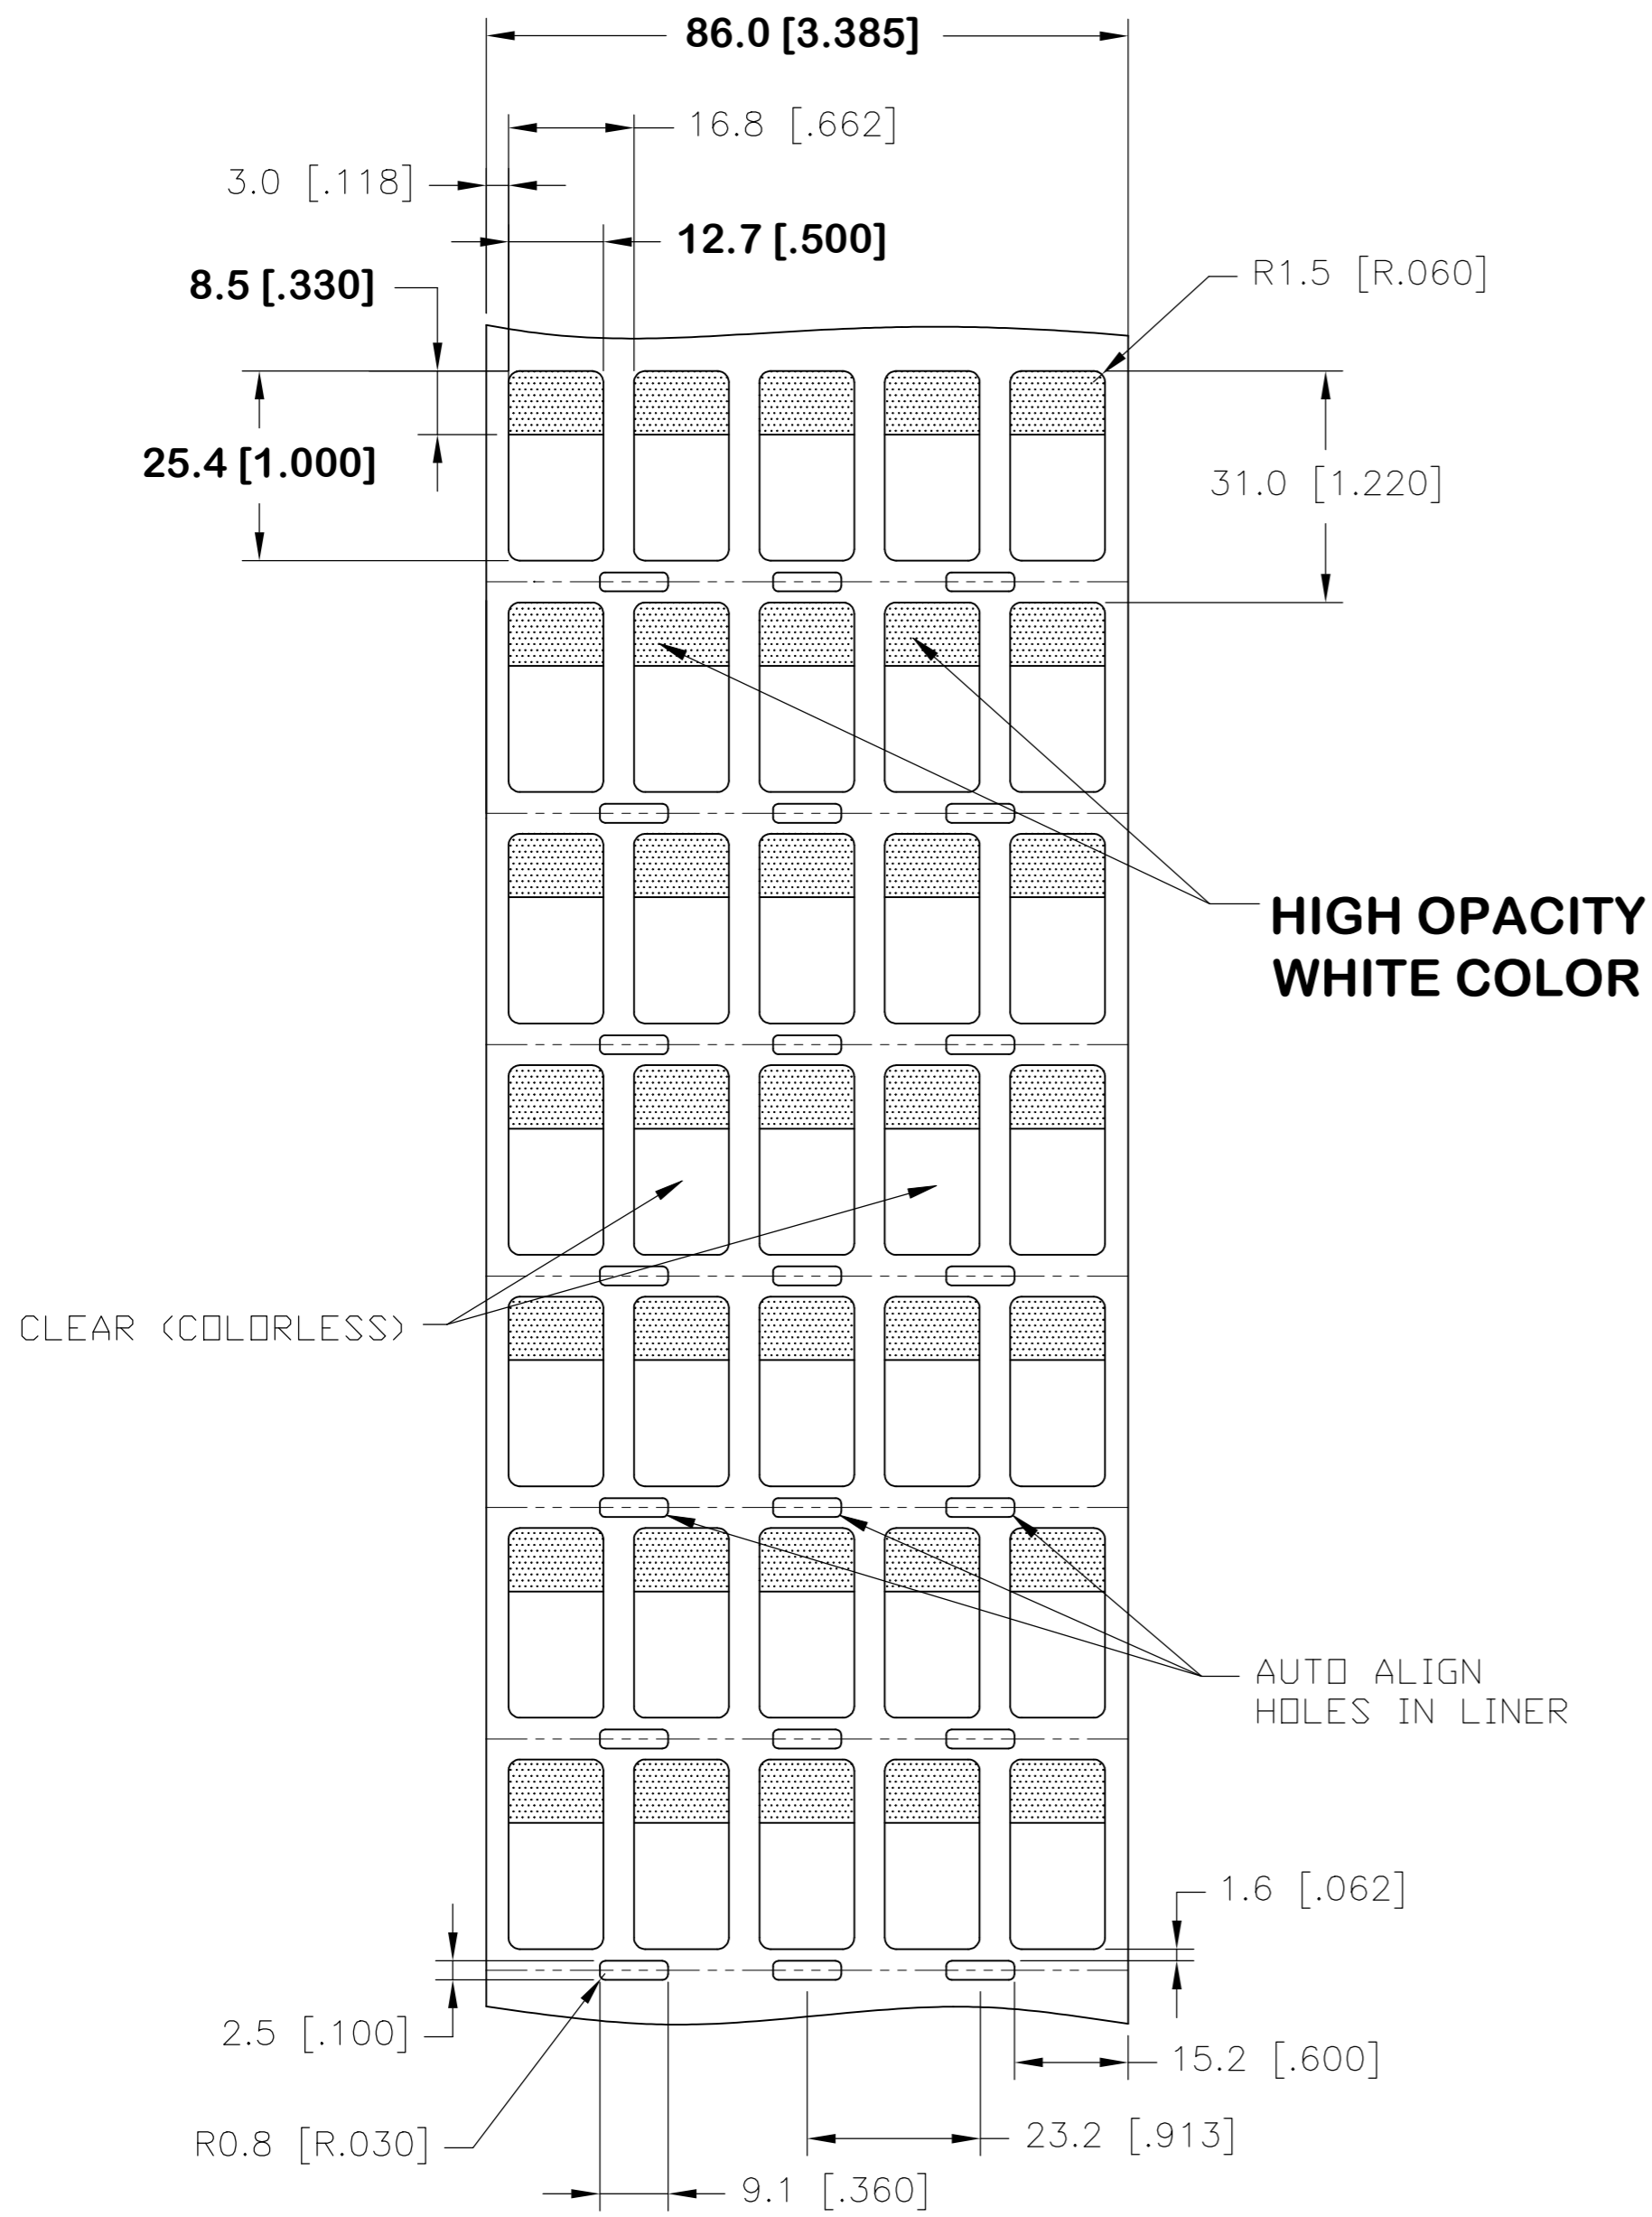 86.0 [3.385]
16.8 [.662]
3.0 [.118]
12.7 [.500]
8.5 [.330]
R1.5 [R.060]
25.4 [1.000]
31.0 [1.220]
HIGH OPACITY
WHITE COLOR
CLEAR (COLORLESS)
AUTO ALIGN
HOLES IN LINER
1.6 [.062]
2.5 [.100]
15.2 [.600]
R0.8 [R.030]
23.2 [.913]
9.1 [.360]